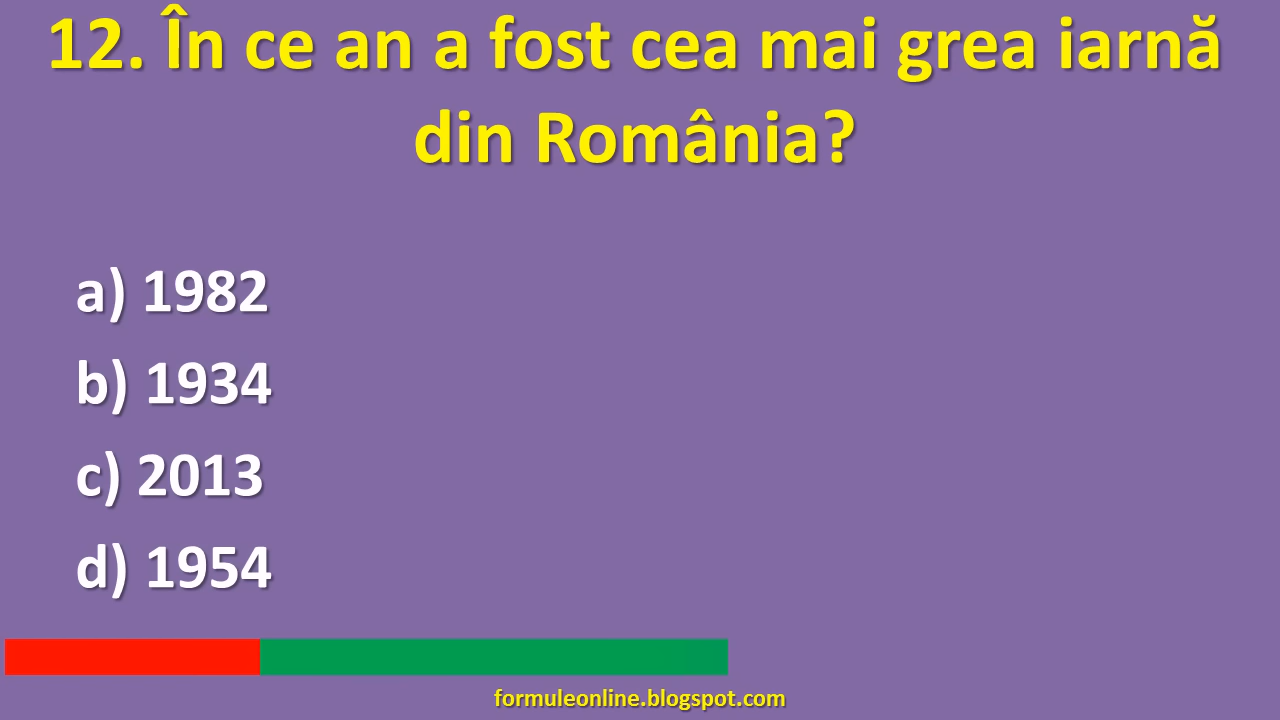 12. În ce an a fost cea mai grea iarnă
din România?
a) 1982
b) 1934
c) 2013
d) 1954
formuleonline.blogspot.com